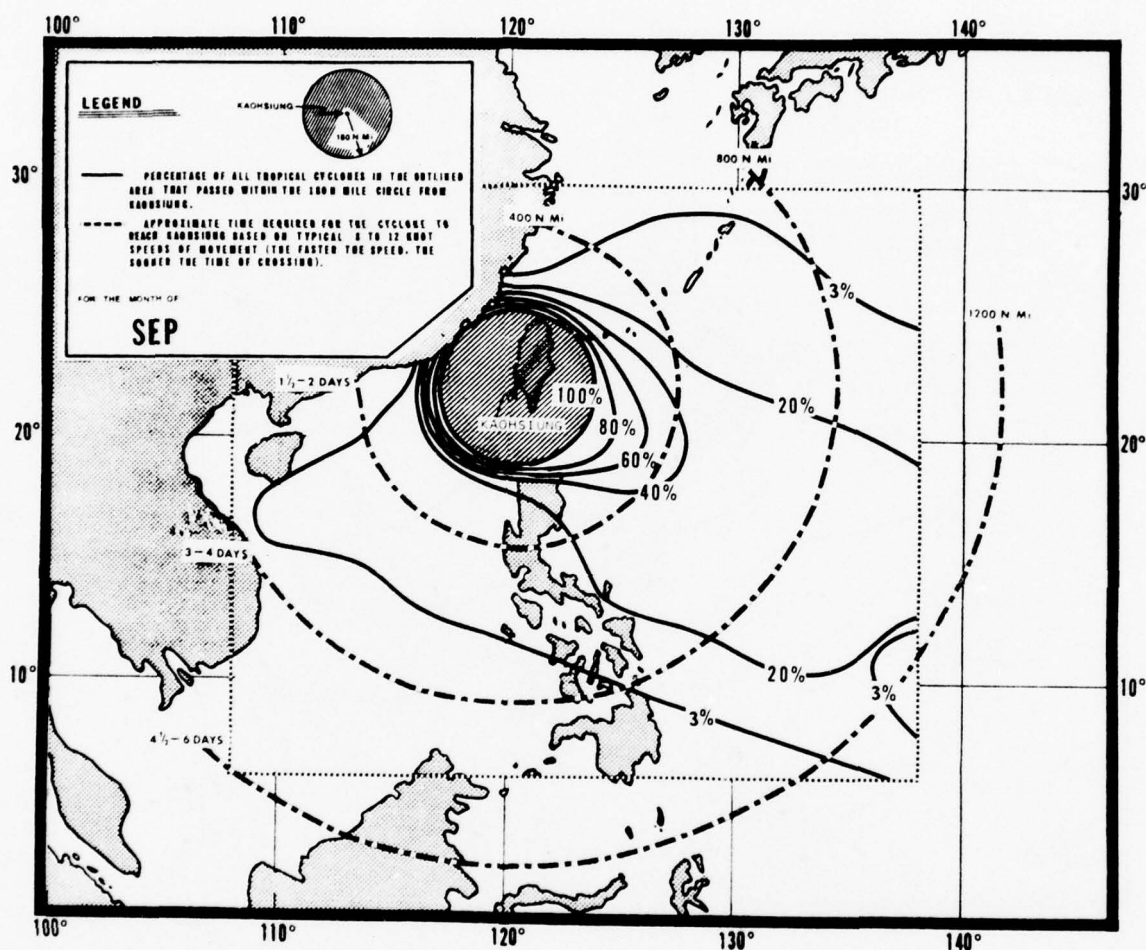 100° 110° 120° 130° 140°
LEGEND
KAOHSIUNG
180 N Mi
PERCENTAGE OF ALL TROPICAL CYCLONES IN THE OUTLINED
AREA THAT PASSED WITHIN THE 180 N MILE CIRCLE FROM
KAOHSIUNG.
APPROXIMATE TIME REQUIRED FOR THE CYCLONE TO
REACH KAOHSIUNG BASED ON TYPICAL 8 TO 12 KNOT
SPEEDS OF MOVEMENT (THE FASTER THE SPEED, THE
SOONER THE TIME OF CROSSING).
FOR THE MONTH OF
SEP
800 N Mi
30° 30°
400 N Mi
3%
1200 N Mi
1½–2 DAYS
100%
20%
KAOHSIUNG
80%
20° 20°
60%
40%
3–4 DAYS
20%
10° 10°
3%
3%
4½–6 DAYS
100° 110° 120° 130° 140°